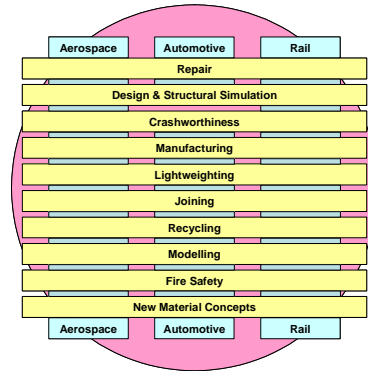 Aerospace Automotive Rail
Repair
Design & Structural Simulation
Crashworthiness
Manufacturing
Lightweighting
Joining
Recycling
Modelling
Fire Safety
New Material Concepts
Aerospace Automotive Rail